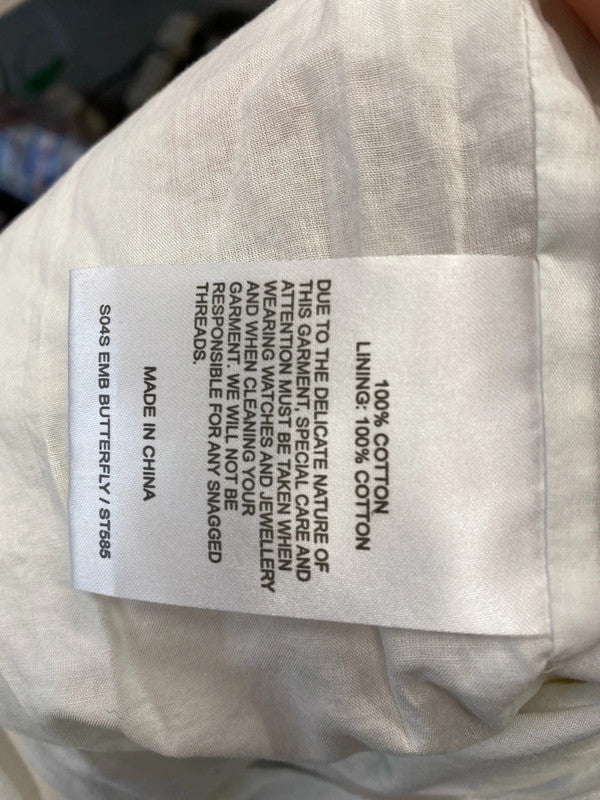 100% COTTON
LINING: 100% COTTON
DUE TO THE DELICATE NATURE OF
THIS GARMENT, SPECIAL CARE AND
ATTENTION MUST BE TAKEN WHEN
WEARING WATCHES AND JEWELLERY
AND WHEN CLEANING YOUR
GARMENT. WE WILL NOT BE
RESPONSIBLE FOR ANY SNAGGED
THREADS.
MADE IN CHINA
S04S EMB BUTTERFLY / ST585